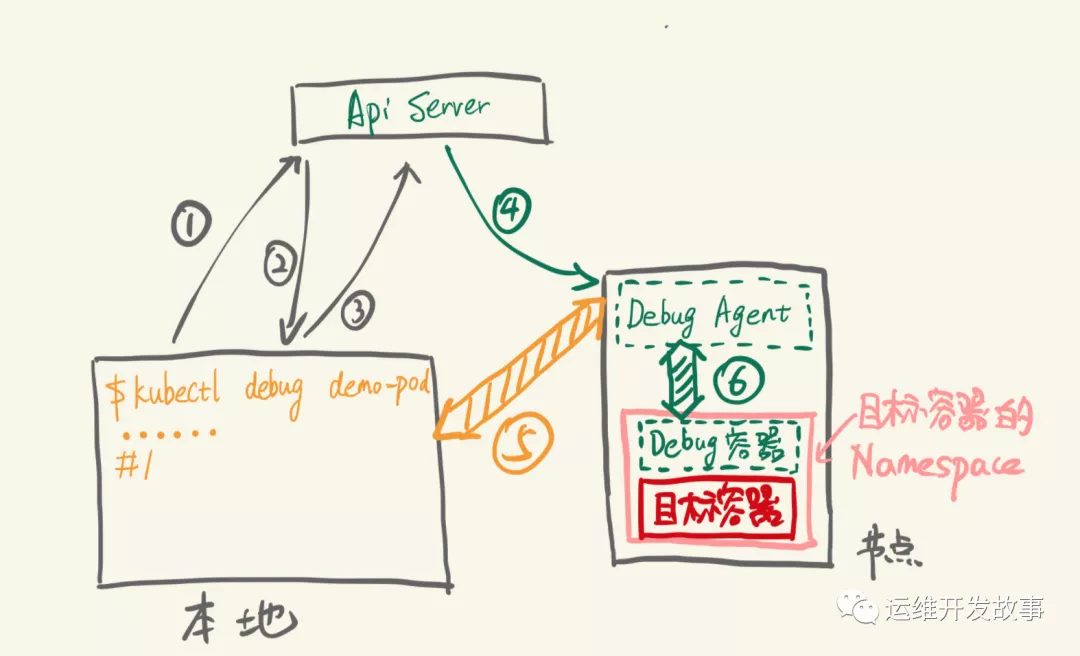 Api Server
①
②
③
④
Debug Agent
⑥
$ kubectl debug demo-pod
......
#/
⑤
Debug容器
目标容器
目标容器的
Namespace
节点
本地
运维开发故事